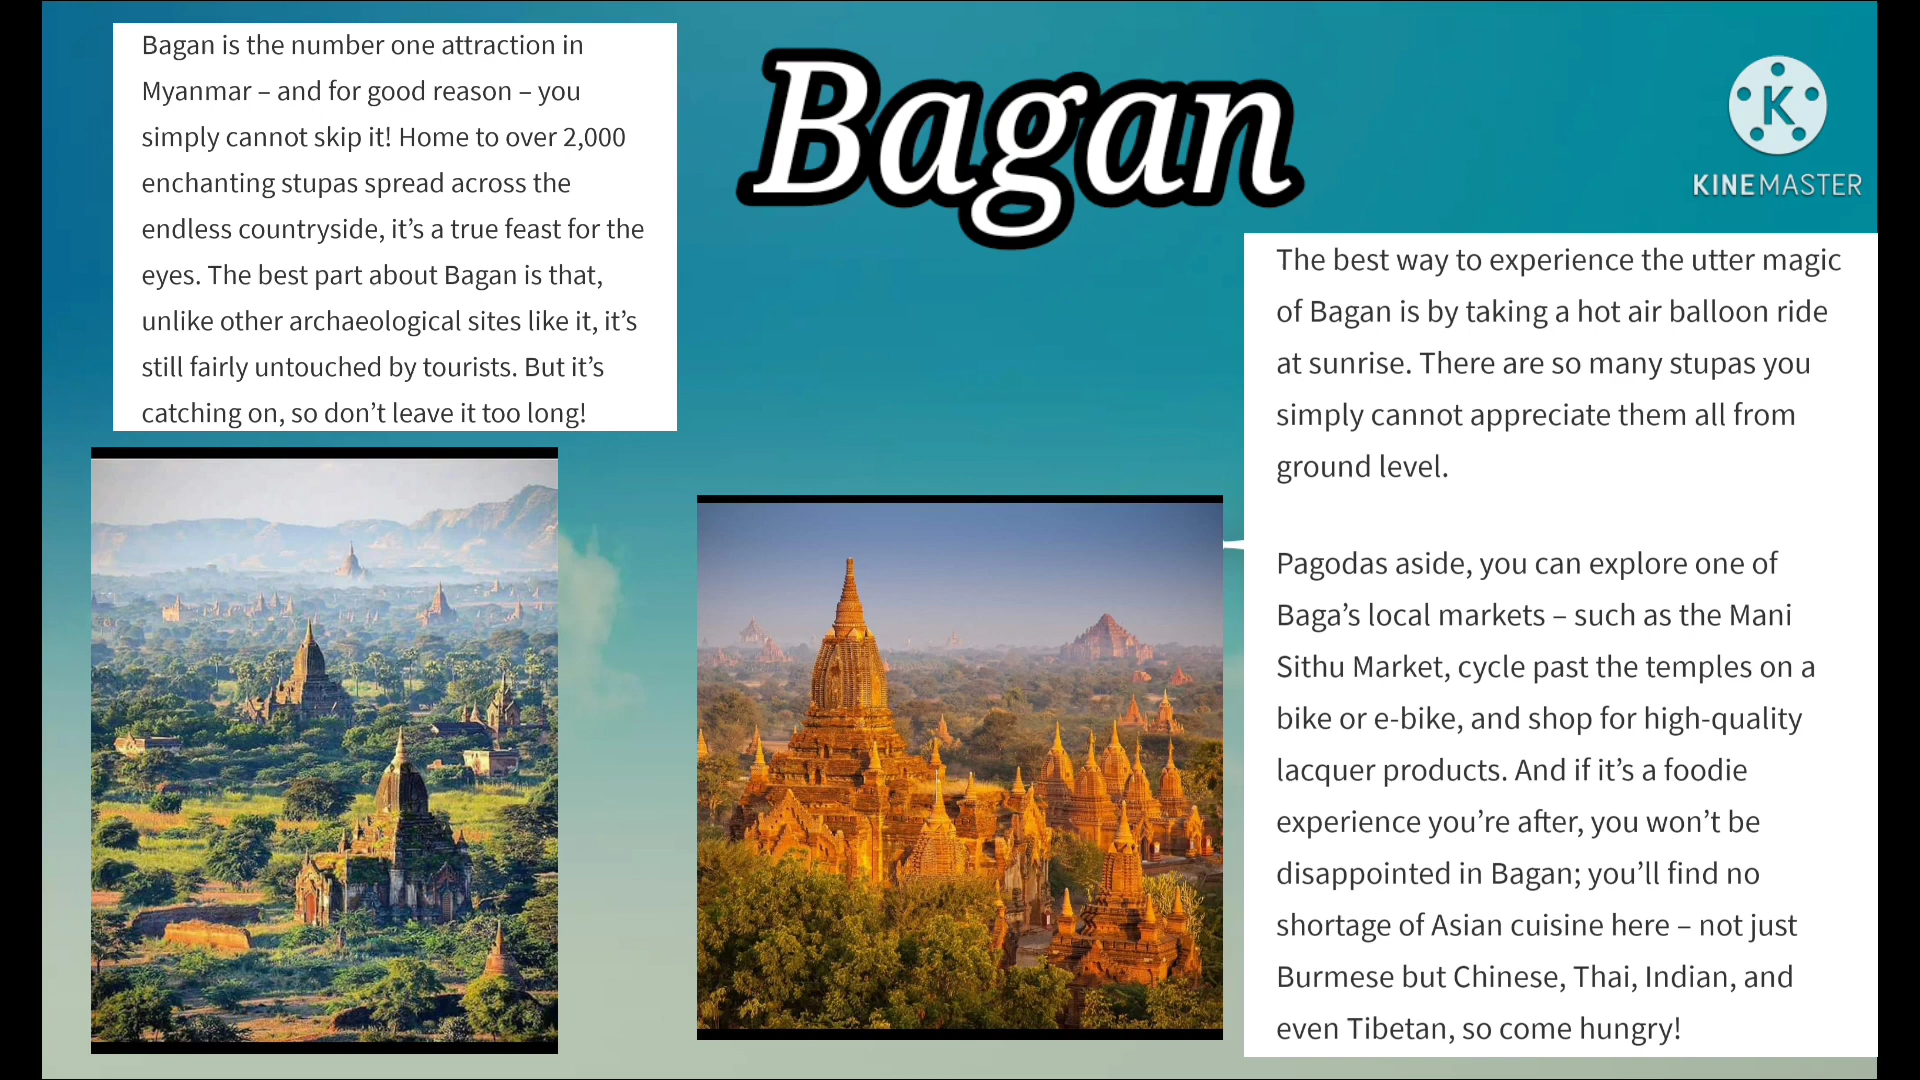 Bagan is the number one attraction in
Myanmar – and for good reason – you
simply cannot skip it! Home to over 2,000
enchanting stupas spread across the
endless countryside, it’s a true feast for the
eyes. The best part about Bagan is that,
unlike other archaeological sites like it, it’s
still fairly untouched by tourists. But it’s
catching on, so don’t leave it too long!
Bagan
K
KINEMASTER
The best way to experience the utter magic
of Bagan is by taking a hot air balloon ride
at sunrise. There are so many stupas you
simply cannot appreciate them all from
ground level.
Pagodas aside, you can explore one of
Baga’s local markets – such as the Mani
Sithu Market, cycle past the temples on a
bike or e-bike, and shop for high-quality
lacquer products. And if it’s a foodie
experience you’re after, you won’t be
disappointed in Bagan; you’ll find no
shortage of Asian cuisine here – not just
Burmese but Chinese, Thai, Indian, and
even Tibetan, so come hungry!